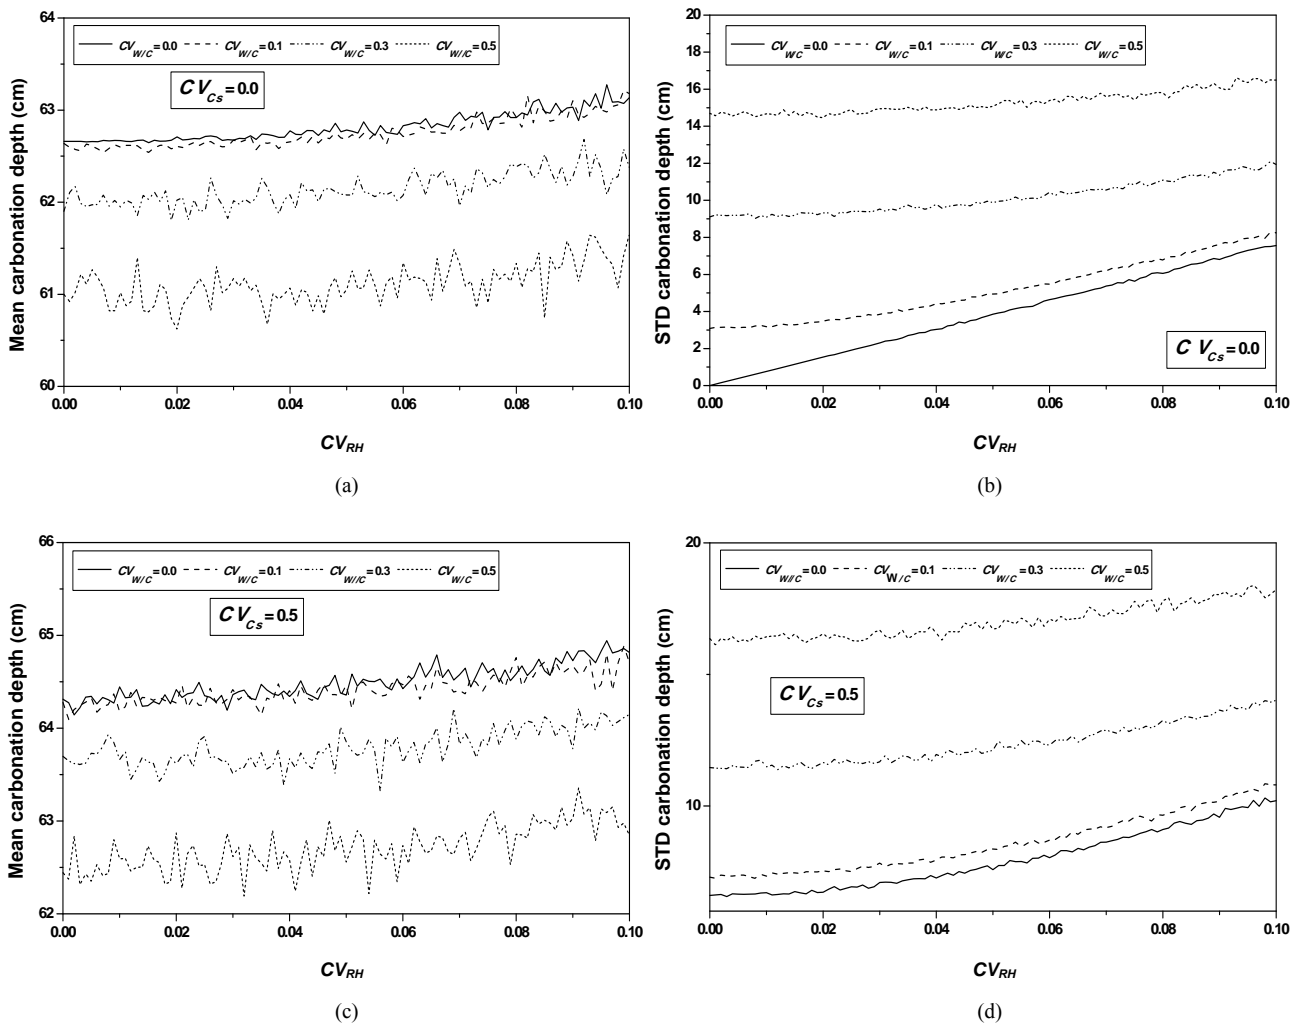 64
63
62
61
60
Mean carbonation depth (cm)
CV_W/C = 0.0 CV_W//C = 0.1 CV_W/C = 0.3 CV_W//C = 0.5
CV_Cs = 0.0
0.00 0.02 0.04 0.06 0.08 0.10
CV_RH
(a)
20
18
16
14
12
10
8
6
4
2
0
STD carbonation depth (cm)
CV_W/C = 0.0 CV_W/C = 0.1 CV_W/C = 0.3 CV_W/C = 0.5
C V_Cs = 0.0
0.00 0.02 0.04 0.06 0.08 0.10
CV_RH
(b)
66
65
64
63
62
Mean carbonation depth (cm)
CV_W/C = 0.0 CV_W/C = 0.1 CV_W//C = 0.3 CV_W/C = 0.5
C V_Cs = 0.5
0.00 0.02 0.04 0.06 0.08 0.10
CV_RH
(c)
20
10
STD carbonation depth (cm)
CV_W//C = 0.0 CV_W/C = 0.1 CV_W/C = 0.3 CV_W/C = 0.5
C V_Cs = 0.5
0.00 0.02 0.04 0.06 0.08 0.10
CV_RH
(d)